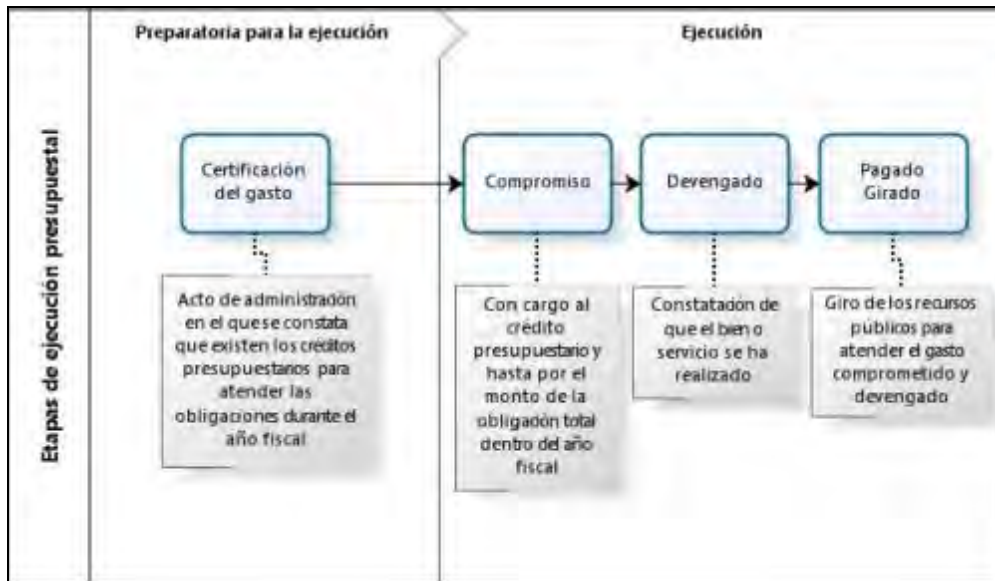 Etapas de ejecución presupuestal
Preparatoria para la ejecución
Ejecución
Certificación
del gasto
Compromiso
Devengado
Pagado
Girado
Acto de administración
en el que se constata
que existen los créditos
presupuestarios para
atender las
obligaciones durante el
año fiscal
Con cargo al
crédito
presupuestario y
hasta por el
monto de la
obligación total
dentro del año
fiscal
Constatación de
que el bien o
servicio se ha
realizado
Giro de los recursos
públicos para
atender el gasto
comprometido y
devengado